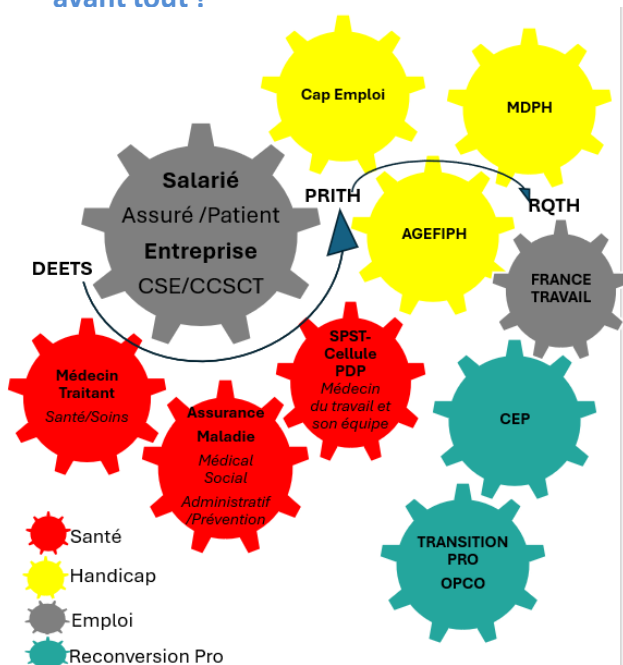 avant tout !
Cap Emploi
MDPH
Salarié
Assuré /Patient
Entreprise
CSE/CCSCT
PRITH
RQTH
AGEFIPH
DEETS
FRANCE
TRAVAIL
SPST-
Cellule
PDP
Médecin
du travail et
son équipe
Médecin
Traitant
Santé/Soins
Assurance
Maladie
Médical
Social
Administratif
/Prévention
CEP
TRANSITION
PRO
OPCO
Santé
Handicap
Emploi
Reconversion Pro